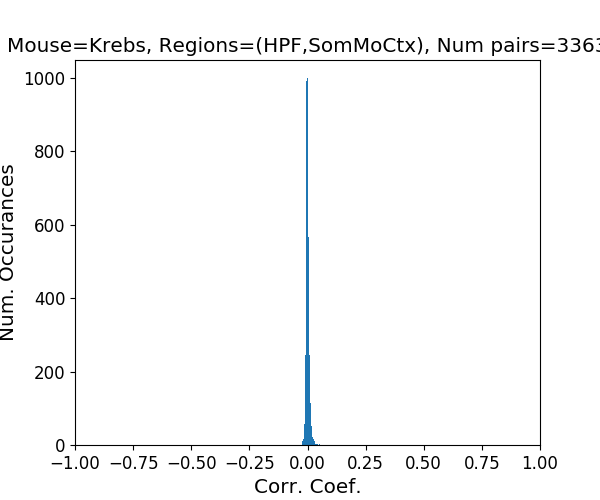 Mouse=Krebs, Regions=(HPF,SomMoCtx), Num pairs=3363
1000
800
600
400
200
0
Num. Occurances
−1.00 −0.75 −0.50 −0.25 0.00 0.25 0.50 0.75 1.00
Corr. Coef.